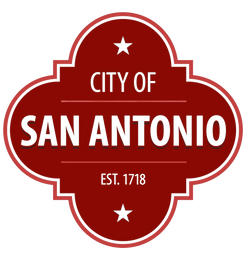 CITY OF
SAN ANTONIO
EST. 1718